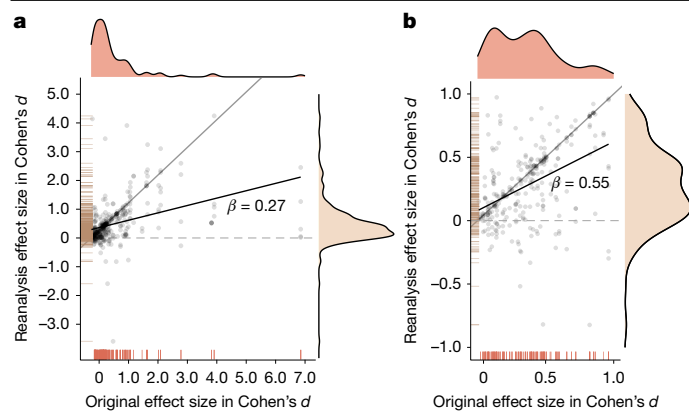 a
5.0
4.0
3.0
2.0
1.0
0
−1.0
−2.0
−3.0
Reanalysis effect size in Cohen's d
β = 0.27
0 1.0 2.0 3.0 4.0 5.0 6.0 7.0
Original effect size in Cohen's d
b
1.0
0.5
0
−0.5
−1.0
Reanalysis effect size in Cohen's d
β = 0.55
0 0.5 1.0
Original effect size in Cohen's d